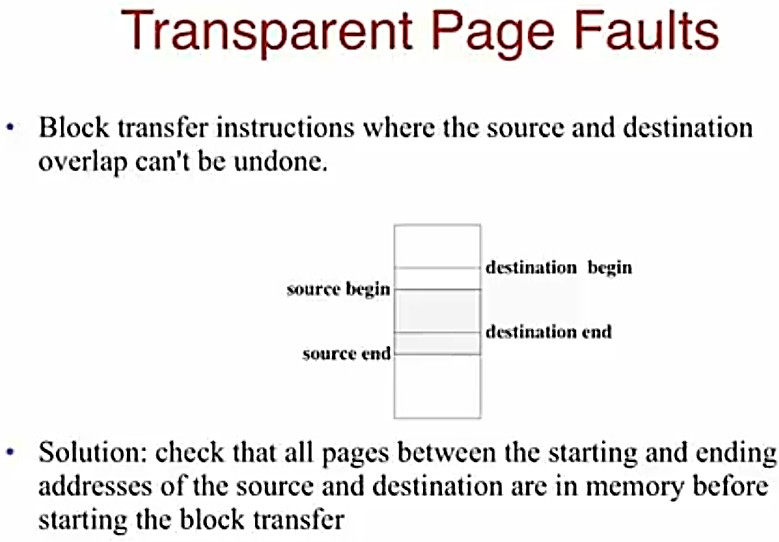 Transparent Page Faults
• Block transfer instructions where the source and destination
overlap can't be undone.
destination begin
source begin
destination end
source end
• Solution: check that all pages between the starting and ending
addresses of the source and destination are in memory before
starting the block transfer